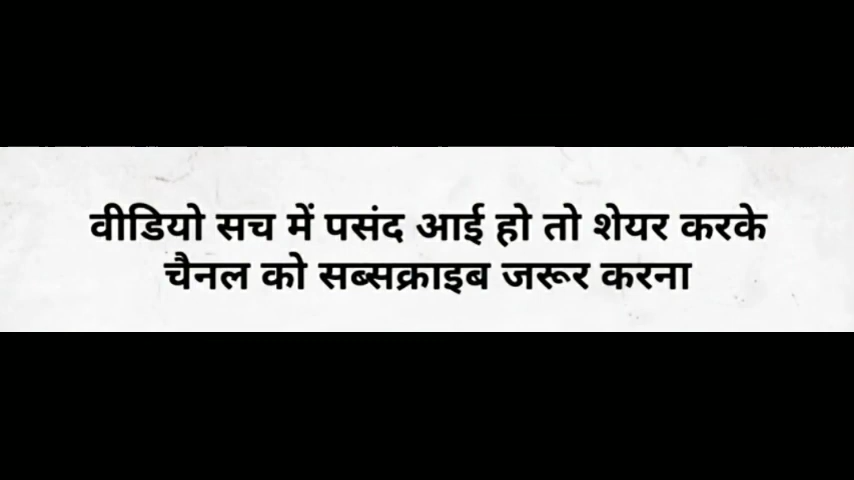 वीडियो सच में पसंद आई हो तो शेयर करके
चैनल को सब्सक्राइब जरूर करना